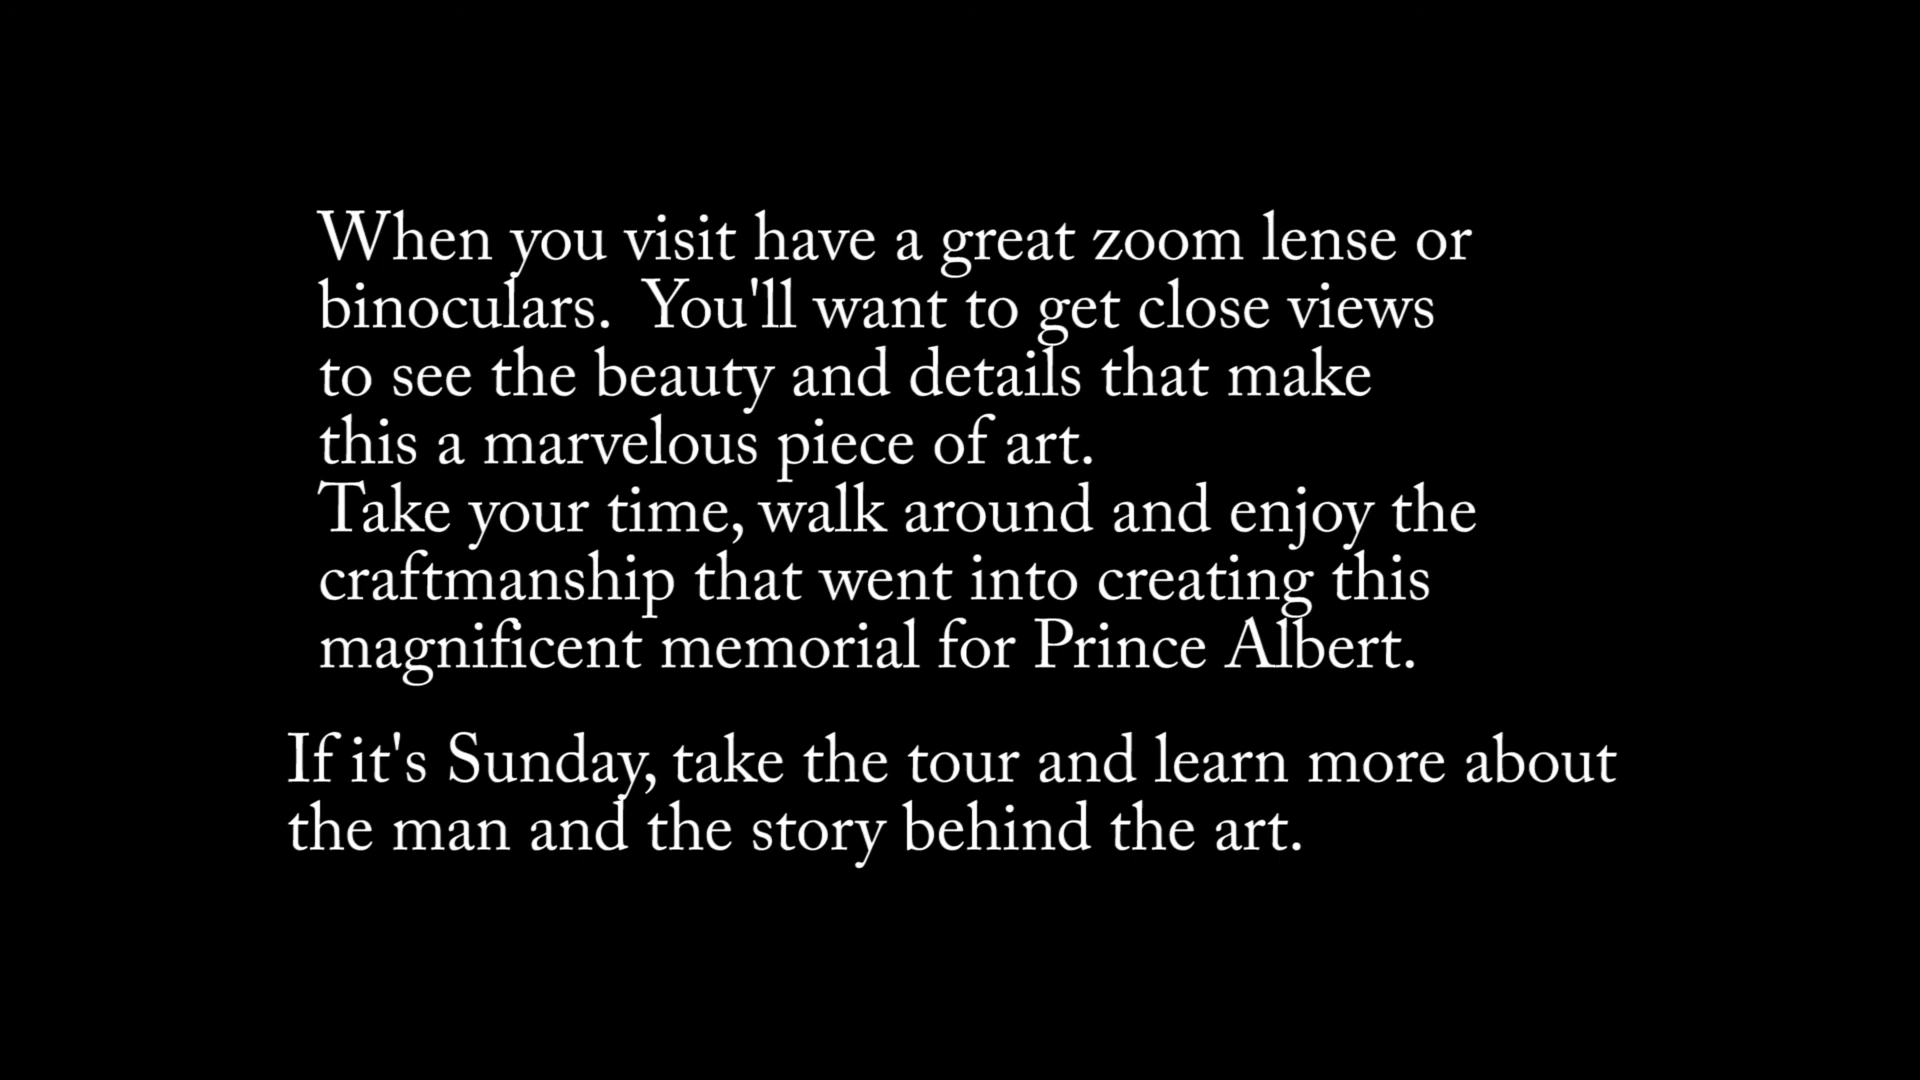 When you visit have a great zoom lense or
binoculars.  You'll want to get close views
to see the beauty and details that make
this a marvelous piece of art.
Take your time, walk around and enjoy the
craftmanship that went into creating this
magnificent memorial for Prince Albert.
If it's Sunday, take the tour and learn more about
the man and the story behind the art.